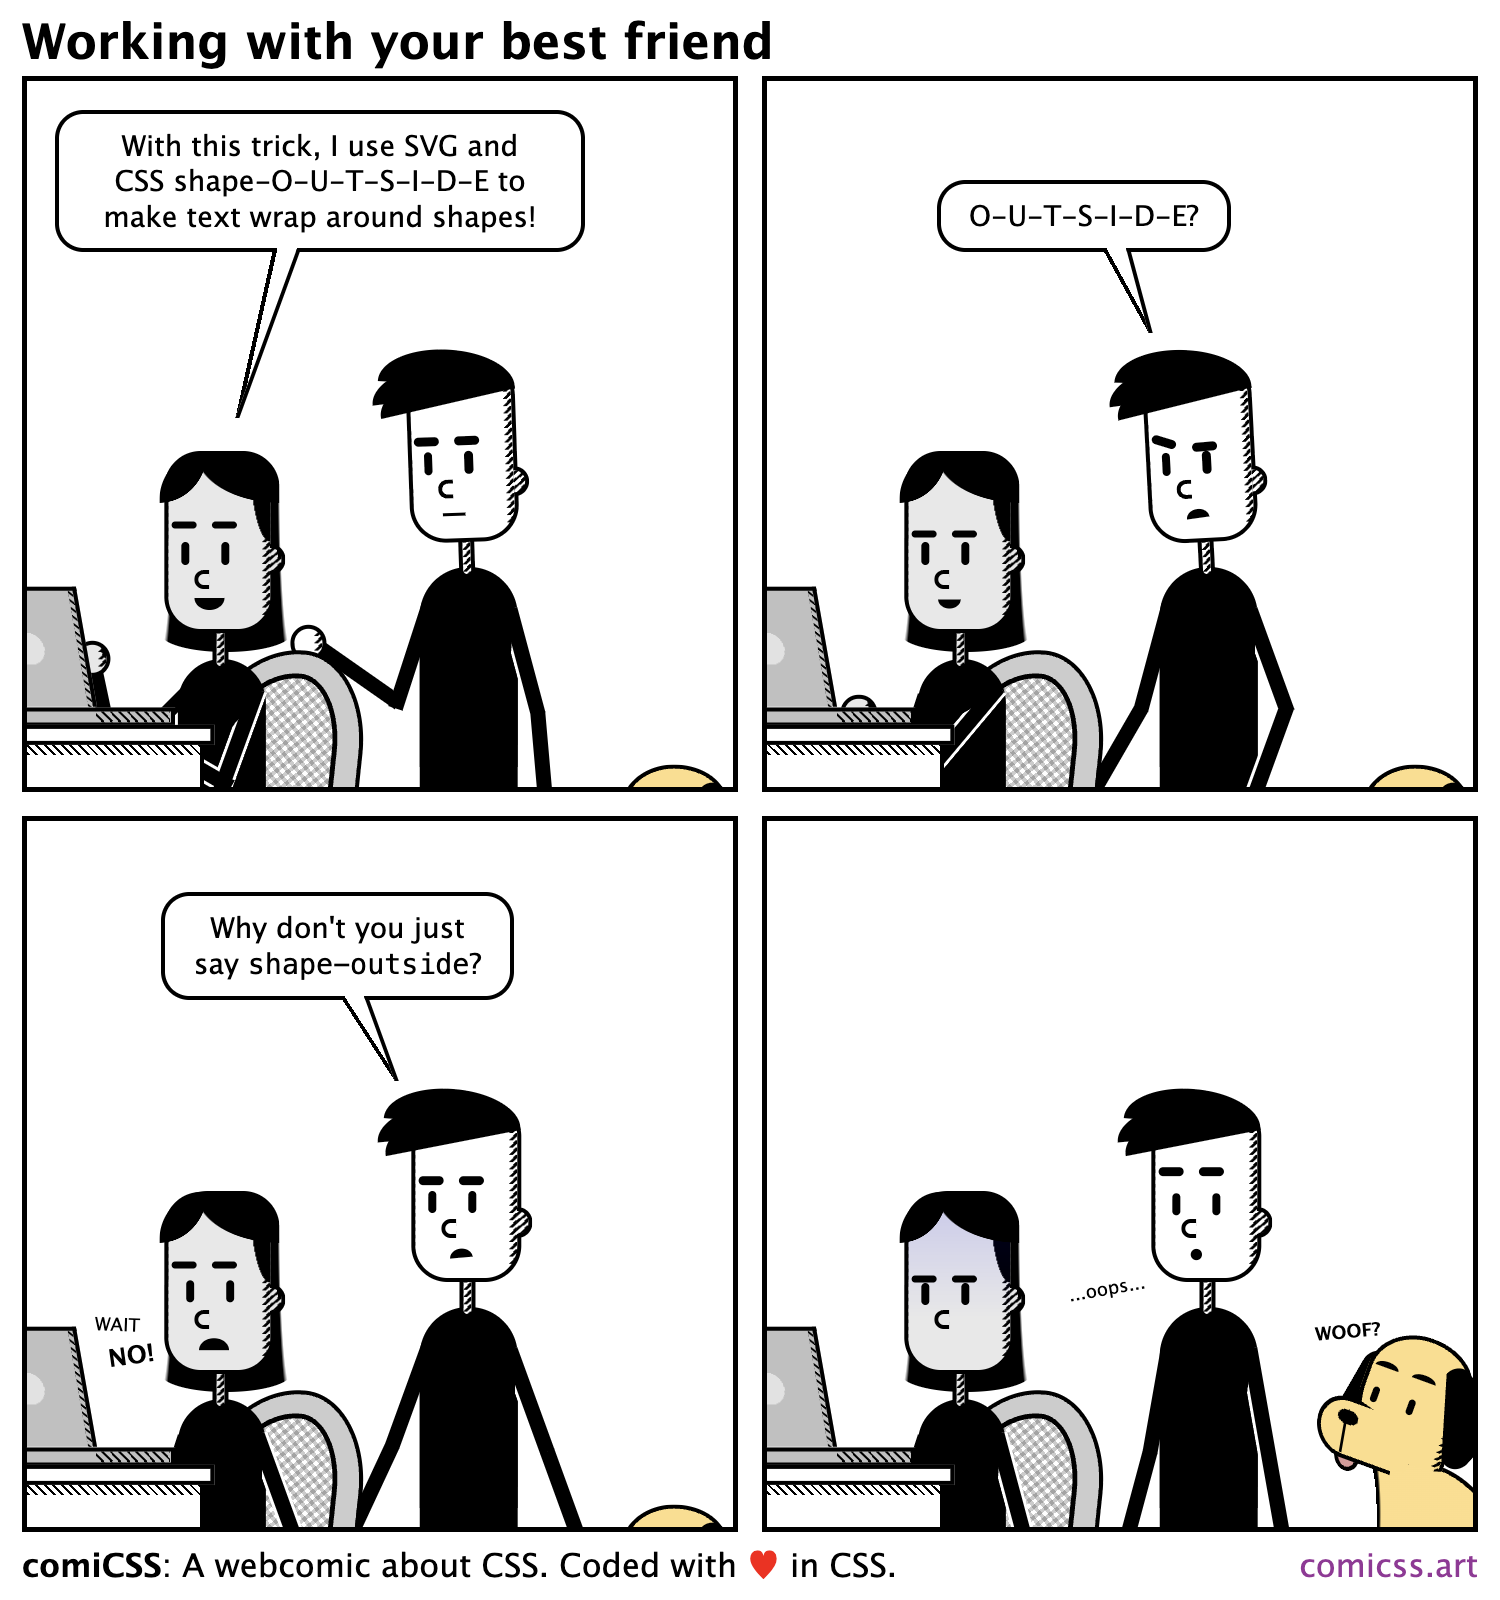 Working with your best friend
With this trick, I use SVG and
CSS shape-O-U-T-S-I-D-E to
make text wrap around shapes!
O-U-T-S-I-D-E?
Why don't you just
say shape-outside?
WAIT
NO!
...oops...
WOOF?
comiCSS: A webcomic about CSS. Coded with ♥ in CSS.
comicss.art